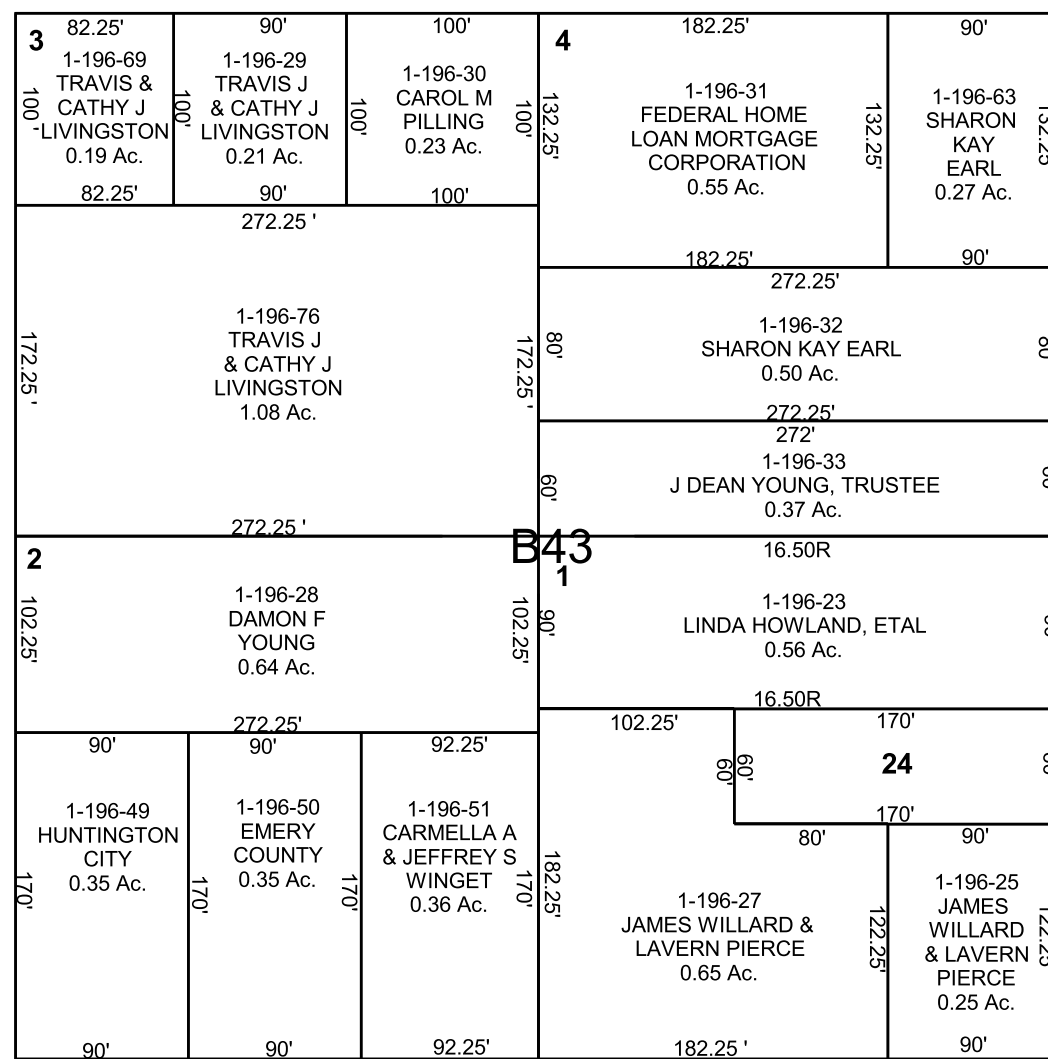 82.25'
90'
100'
3
1-196-69
TRAVIS &
CATHY J
LIVINGSTON
0.19 Ac.
100 '
100'
82.25'
1-196-29
TRAVIS J
& CATHY J
LIVINGSTON
0.21 Ac.
90'
1-196-30
CAROL M
PILLING
0.23 Ac.
100'
100'
100'
182.25'
90'
4
1-196-31
FEDERAL HOME
LOAN MORTGAGE
CORPORATION
0.55 Ac.
132.25'
132.25'
182.25'
1-196-63
SHARON
KAY
EARL
0.27 Ac.
132.25'
90'
272.25 '
1-196-76
TRAVIS J
& CATHY J
LIVINGSTON
1.08 Ac.
172.25 '
172.25 '
272.25 '
272.25'
1-196-32
SHARON KAY EARL
0.50 Ac.
80'
80'
272.25'
272'
1-196-33
J DEAN YOUNG, TRUSTEE
0.37 Ac.
60'
B43
2
1-196-28
DAMON F
YOUNG
0.64 Ac.
102.25'
102.25'
272.25'
16.50R
1
1-196-23
LINDA HOWLAND, ETAL
0.56 Ac.
90'
16.50R
90'
90'
92.25'
1-196-49
HUNTINGTON
CITY
0.35 Ac.
170'
170'
90'
1-196-50
EMERY
COUNTY
0.35 Ac.
170'
90'
1-196-51
CARMELLA A
& JEFFREY S
WINGET
0.36 Ac.
170'
92.25'
102.25'
170'
60'
60'
24
170'
80'
90'
182.25'
1-196-27
JAMES WILLARD &
LAVERN PIERCE
0.65 Ac.
122.25'
182.25 '
1-196-25
JAMES
WILLARD
& LAVERN
PIERCE
0.25 Ac.
122.25
90'